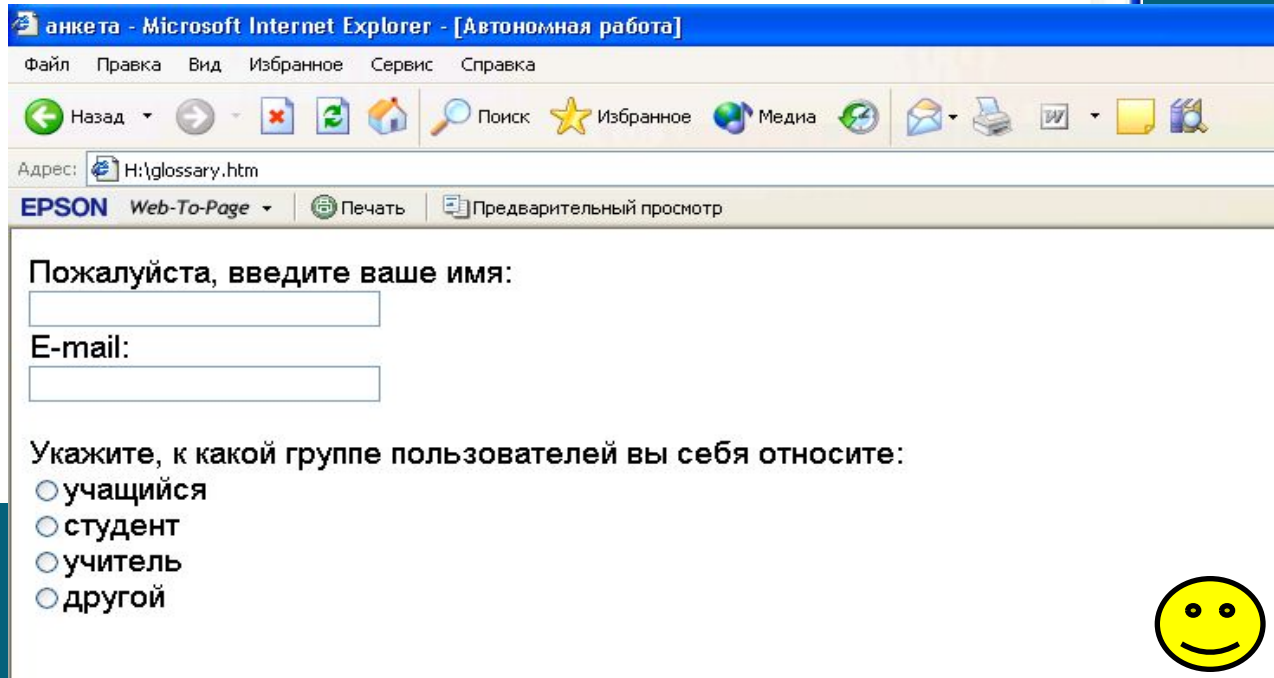 анкета - Microsoft Internet Explorer - [Автономная работа]
Файл Правка Вид Избранное Сервис Справка
Назад Поиск Избранное Медиа W
Адрес: H:\glossary.htm
EPSON Web-To-Page Печать Предварительный просмотр
Пожалуйста, введите ваше имя:
E-mail:
Укажите, к какой группе пользователей вы себя относите:
учащийся
студент
учитель
другой